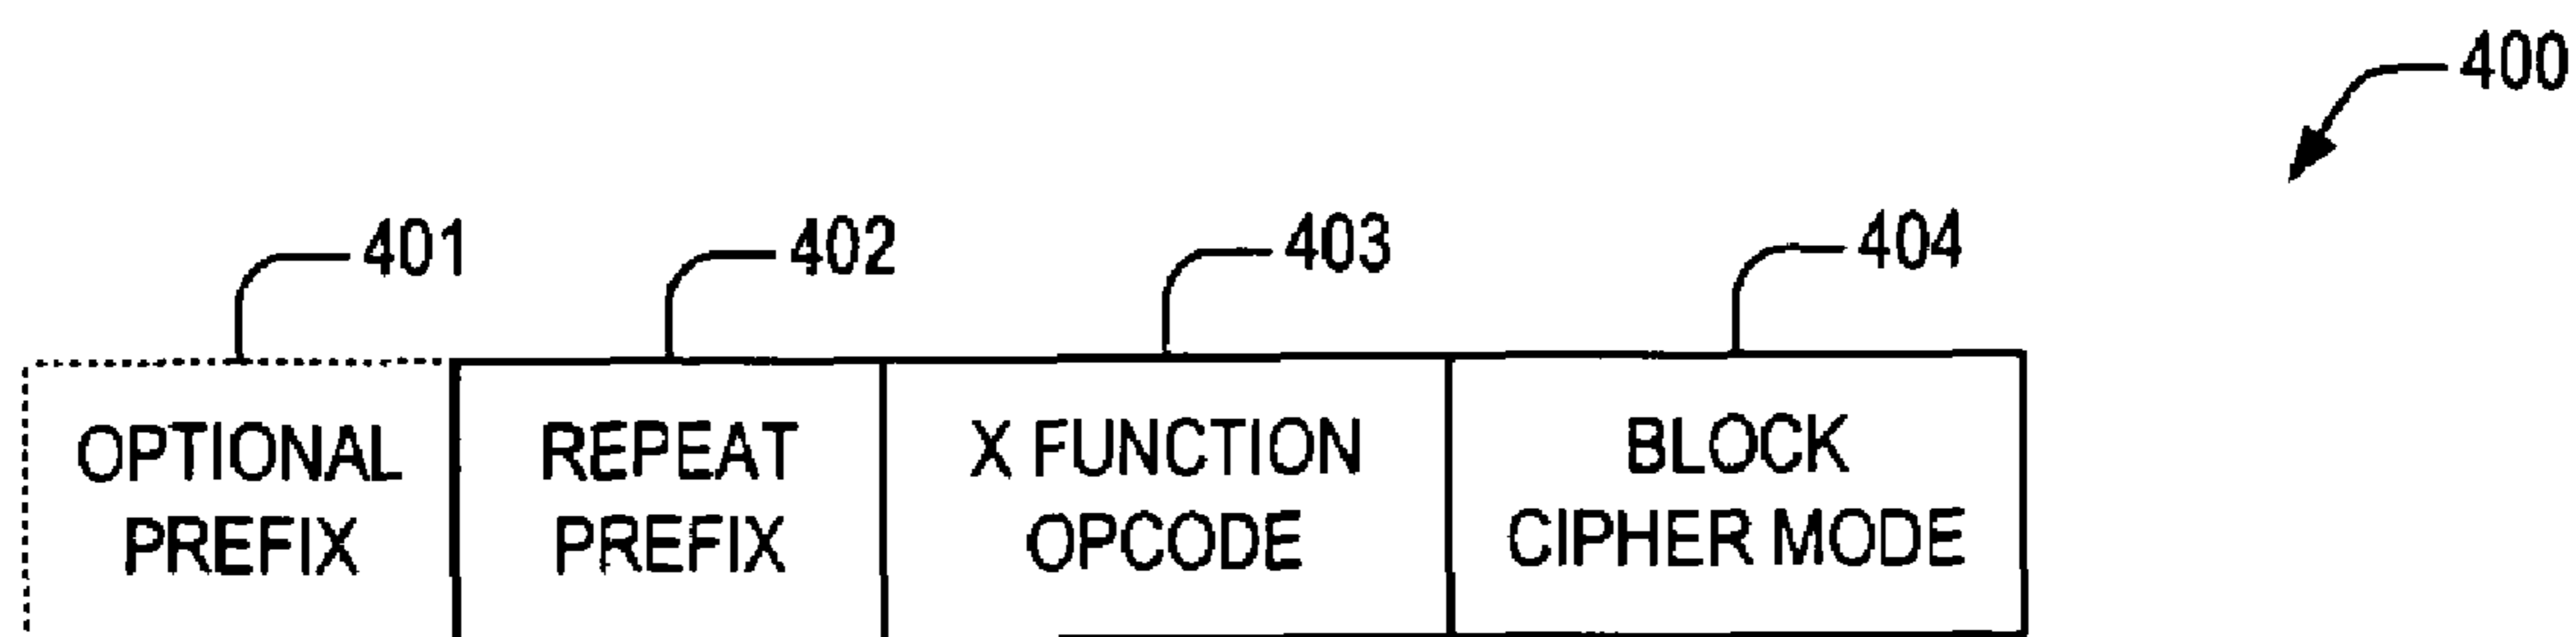 400
401
402
403
404
OPTIONAL
PREFIX
REPEAT
PREFIX
X FUNCTION
OPCODE
BLOCK
CIPHER MODE